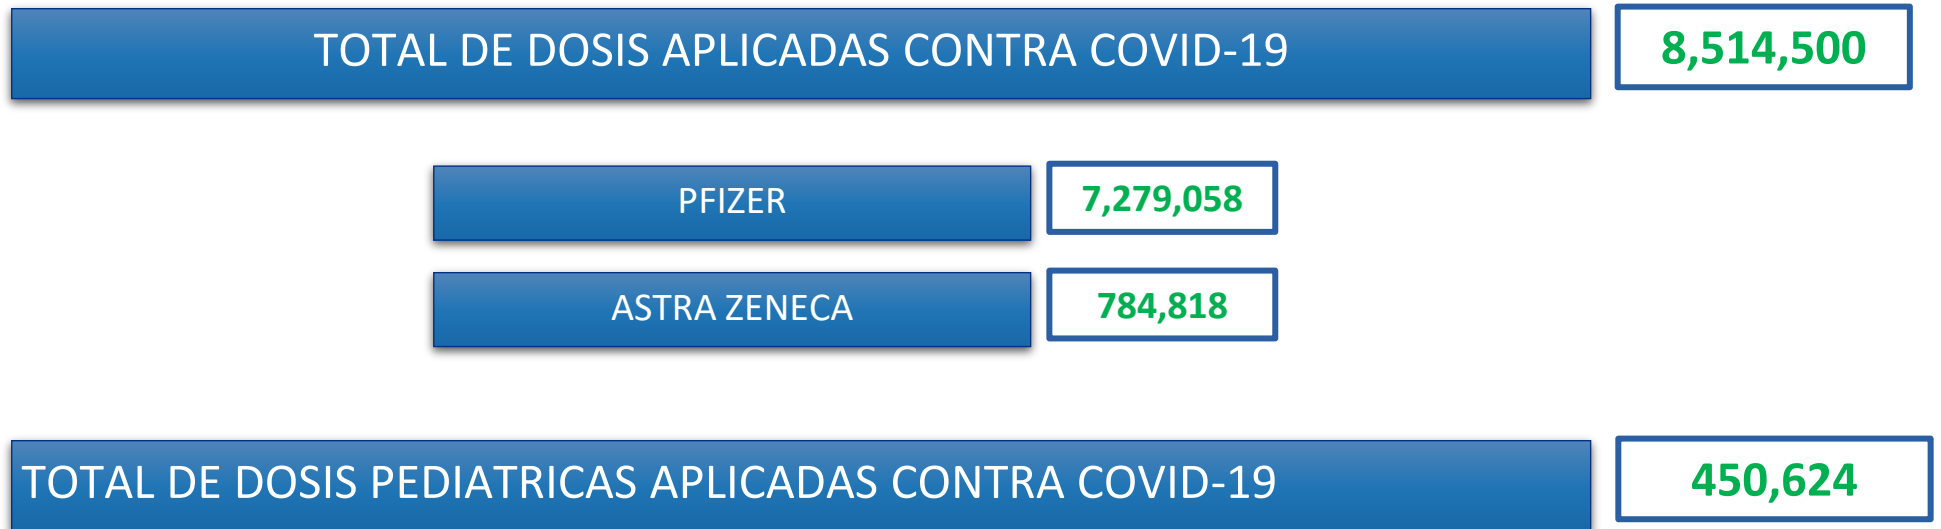 TOTAL DE DOSIS APLICADAS CONTRA COVID-19 8,514,500
PFIZER 7,279,058
ASTRA ZENECA 784,818
TOTAL DE DOSIS PEDIATRICAS APLICADAS CONTRA COVID-19 450,624